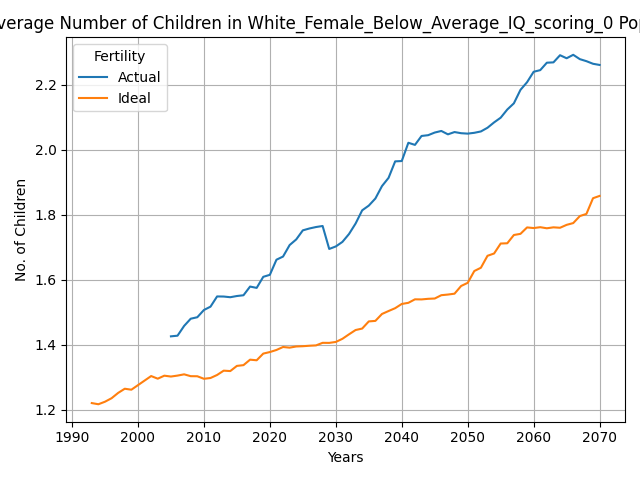 verage Number of Children in White_Female_Below_Average_IQ_scoring_0 Pop
Fertility
Actual
Ideal
No. of Children
2.2
2.0
1.8
1.6
1.4
1.2
1990 2000 2010 2020 2030 2040 2050 2060 2070
Years